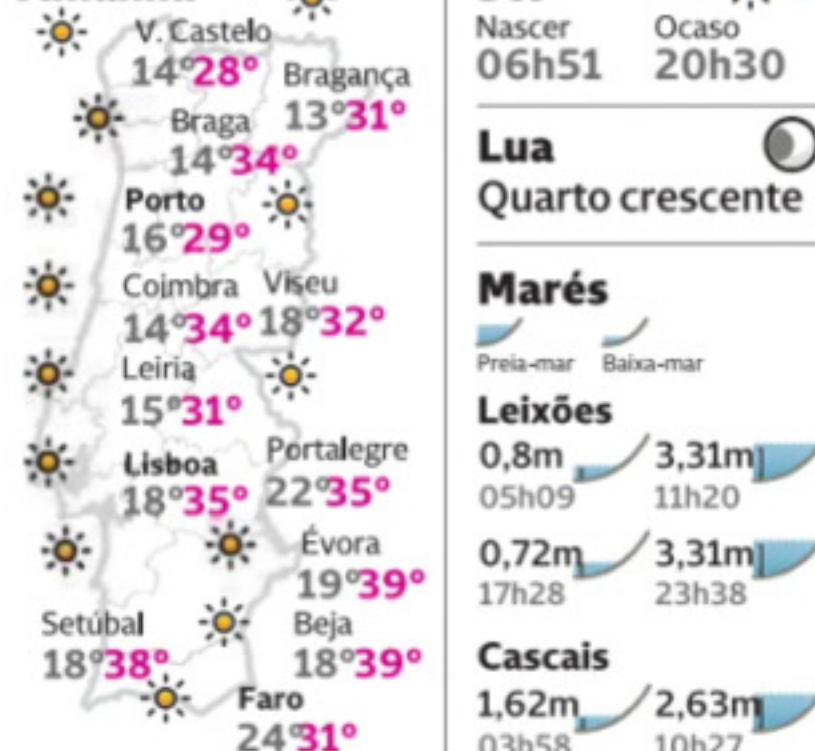 V. Castelo
14° 28°
Bragança
13° 31°
Braga
14° 34°
Porto
16° 29°
Coimbra
14° 34°
Viseu
18° 32°
Leiria
15° 31°
Lisboa
18° 35°
Portalegre
22° 35°
Évora
19° 39°
Setúbal
18° 38°
Beja
18° 39°
Faro
24° 31°
Nascer Ocaso
06h51 20h30
Lua
Quarto crescente
Marés
Preia-mar Baixa-mar
Leixões
0,8m 3,31m
05h09 11h20
0,72m 3,31m
17h28 23h38
Cascais
1,62m 2,63m
03h58 10h27